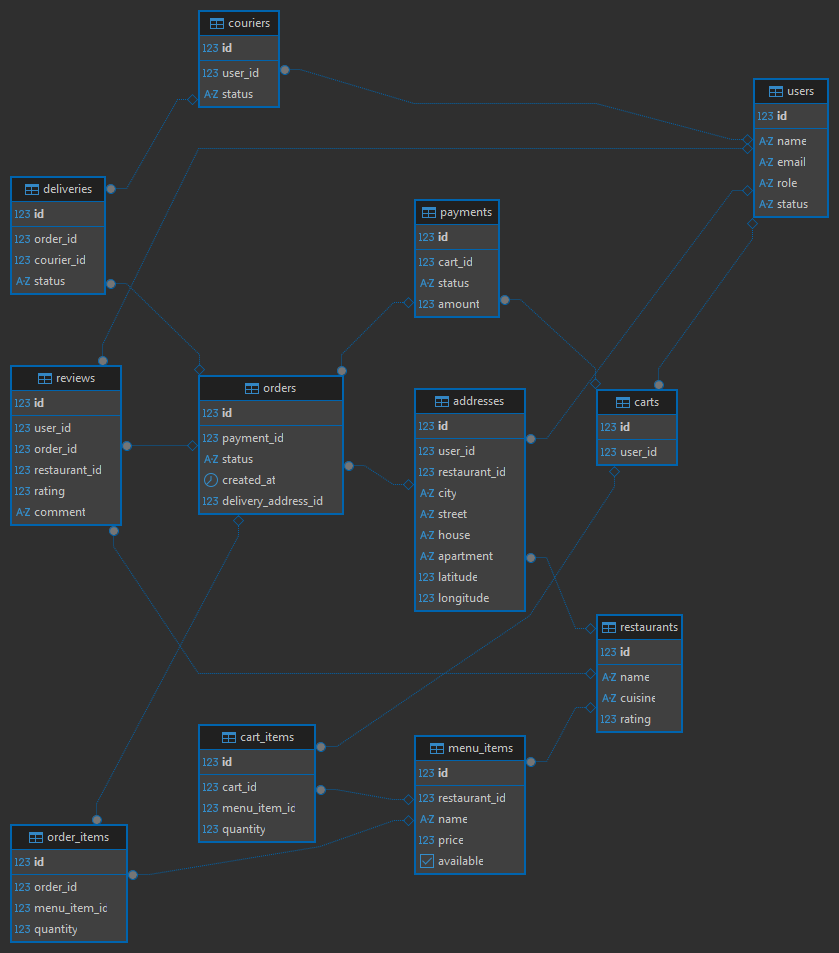 couriers
123 id
123 user_id
A-Z status
users
123 id
A-Z name
A-Z email
A-Z role
A-Z status
deliveries
123 id
123 order_id
123 courier_id
A-Z status
payments
123 id
123 cart_id
A-Z status
123 amount
reviews
123 id
123 user_id
123 order_id
123 restaurant_id
123 rating
A-Z comment
orders
123 id
123 payment_id
A-Z status
created_at
123 delivery_address_id
addresses
123 id
123 user_id
123 restaurant_id
A-Z city
A-Z street
A-Z house
A-Z apartment
123 latitude
123 longitude
carts
123 id
123 user_id
restaurants
123 id
A-Z name
A-Z cuisine
123 rating
cart_items
123 id
123 cart_id
123 menu_item_ic
123 quantity
menu_items
123 id
123 restaurant_id
A-Z name
123 price
available
order_items
123 id
123 order_id
123 menu_item_ic
123 quantity